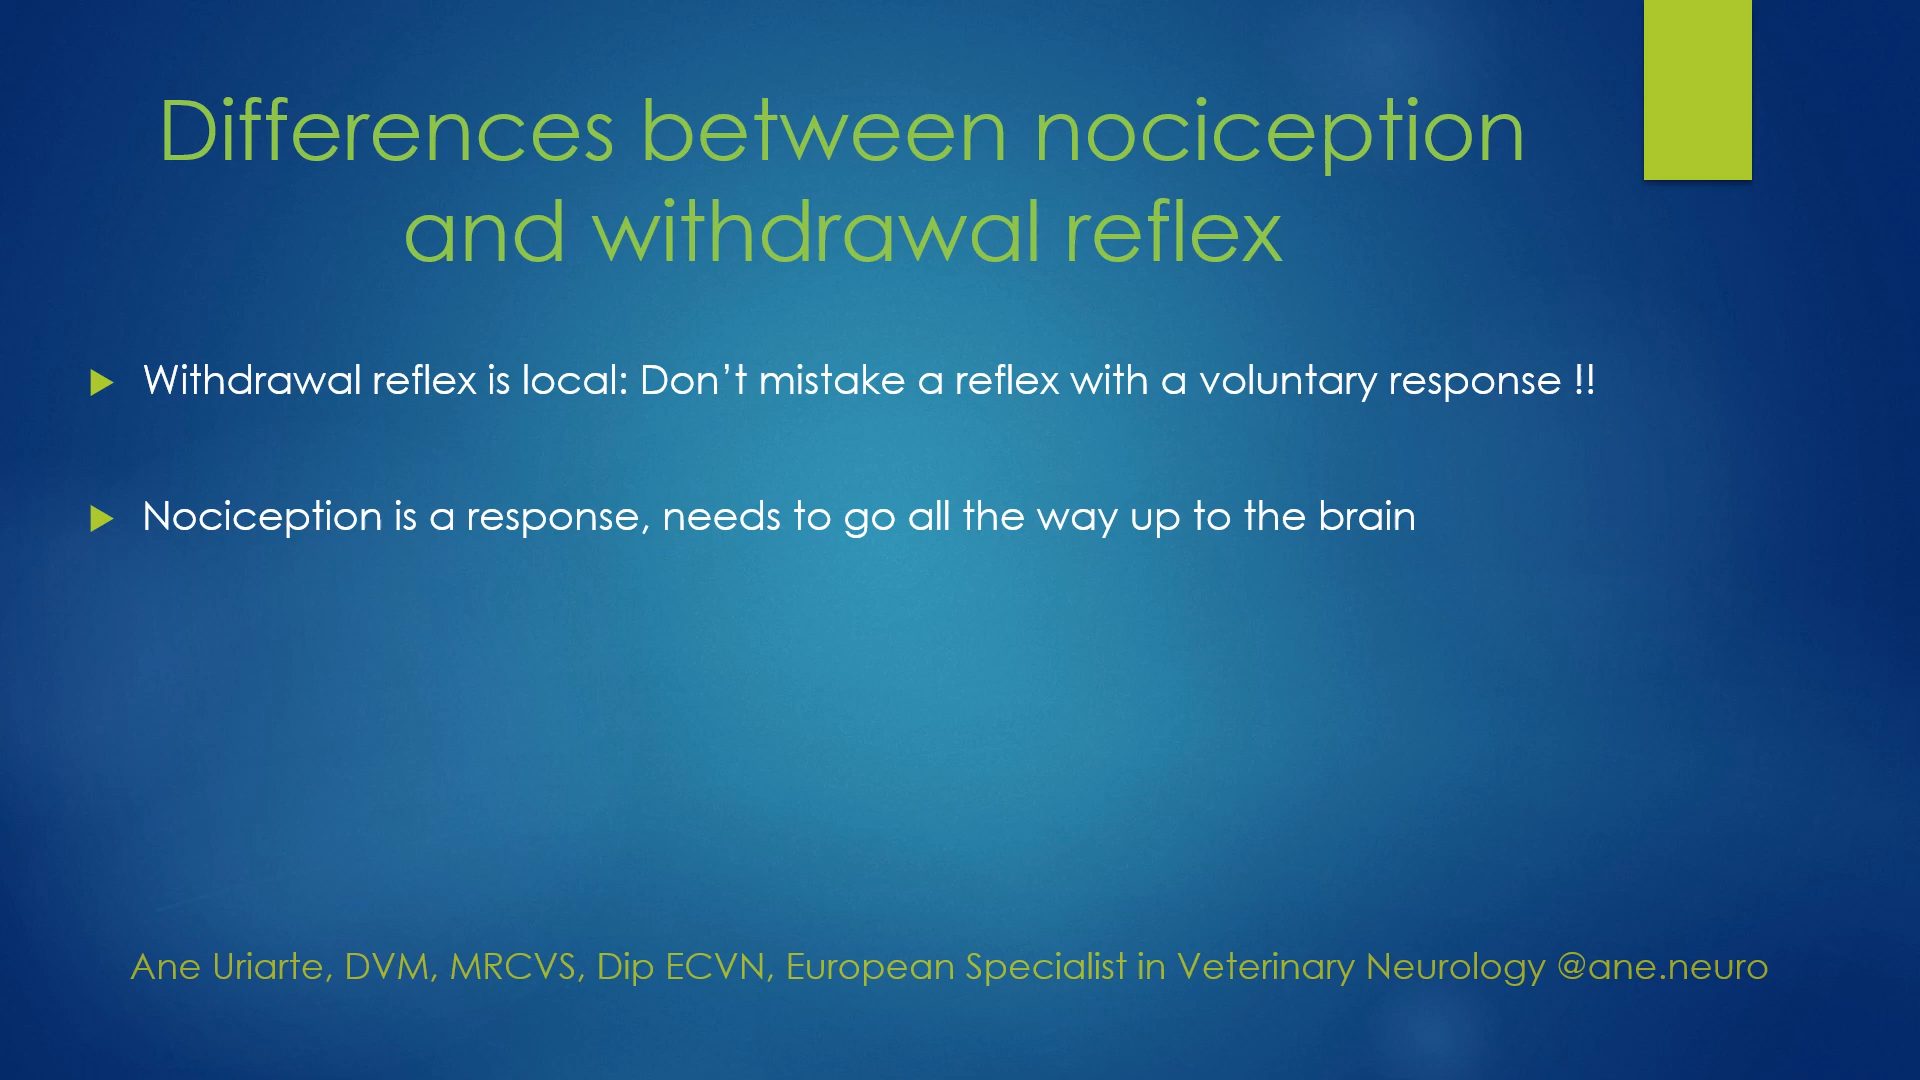 Differences between nociception
and withdrawal reflex
Withdrawal reflex is local: Don’t mistake a reflex with a voluntary response !!
Nociception is a response, needs to go all the way up to the brain
Ane Uriarte, DVM, MRCVS, Dip ECVN, European Specialist in Veterinary Neurology @ane.neuro